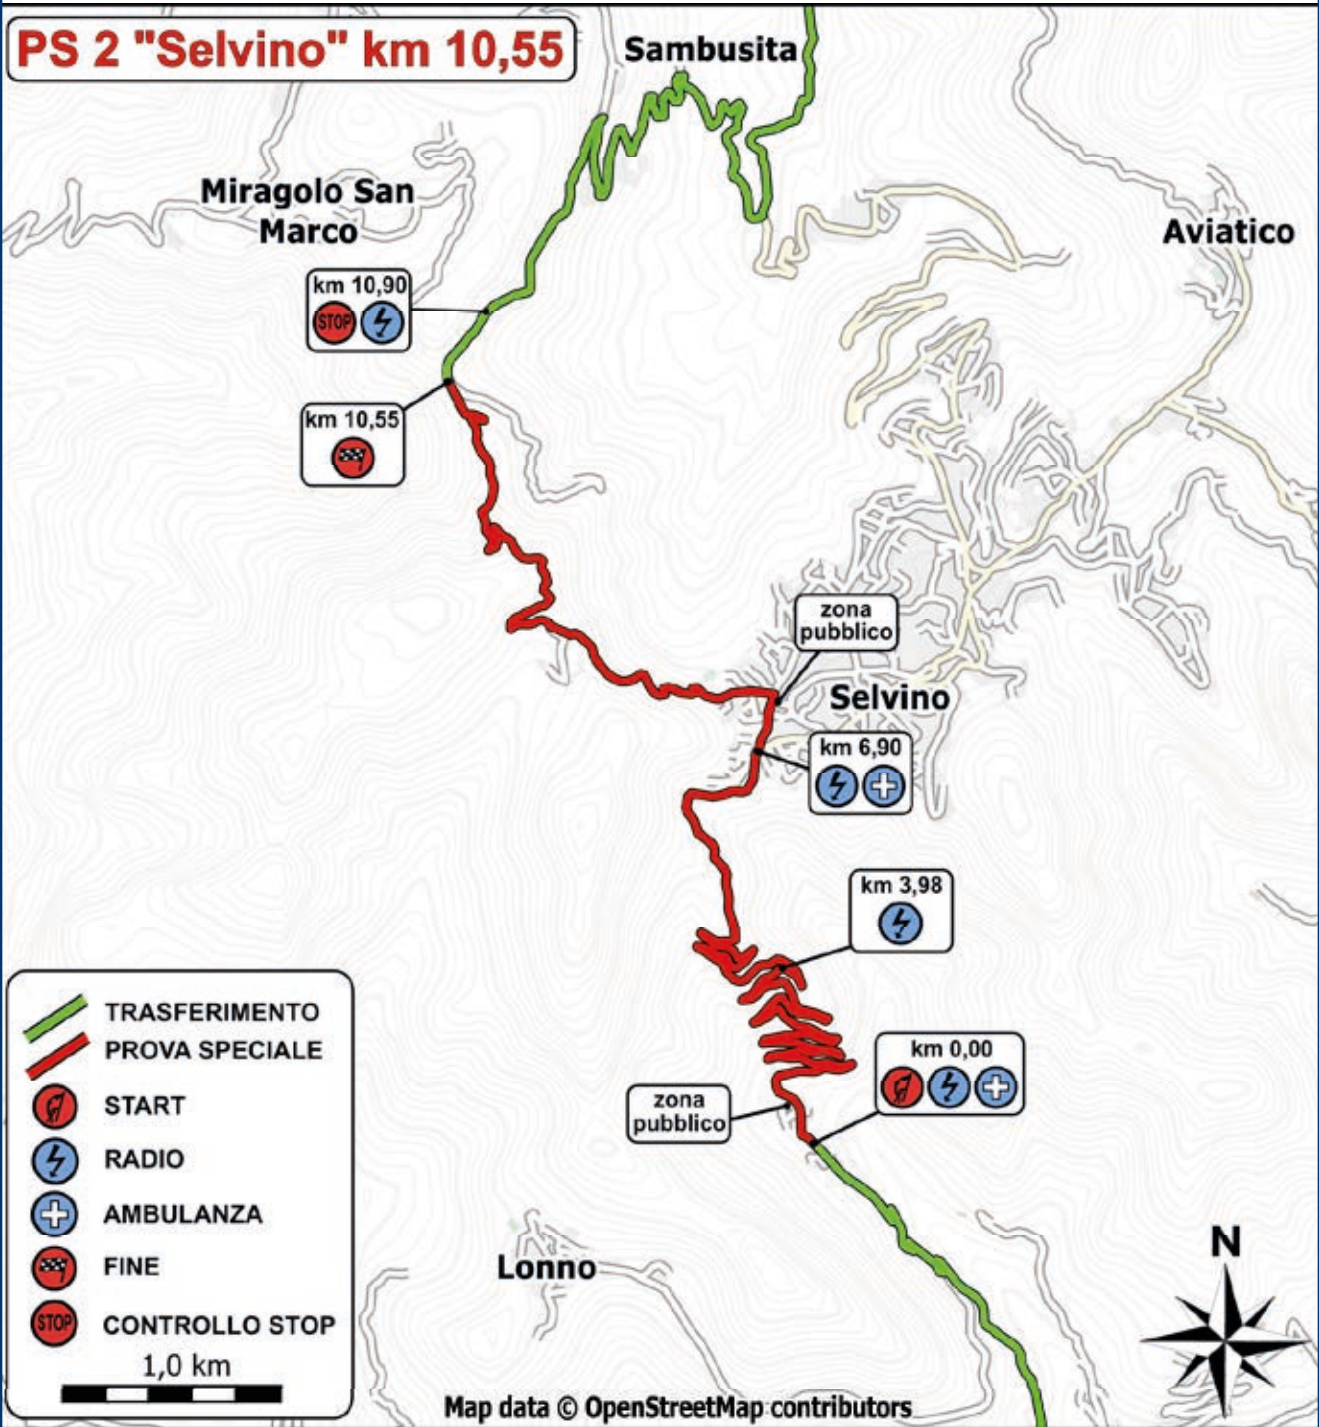 PS 2 "Selvino" km 10,55
Sambusita
Miragolo San
Marco
Aviatico
km 10,90
STOP
km 10,55
zona
pubblico
Selvino
km 6,90
km 3,98
km 0,00
zona
pubblico
TRASFERIMENTO
PROVA SPECIALE
START
RADIO
AMBULANZA
FINE
STOP
CONTROLLO STOP
1,0 km
Lonno
N
Map data © OpenStreetMap contributors